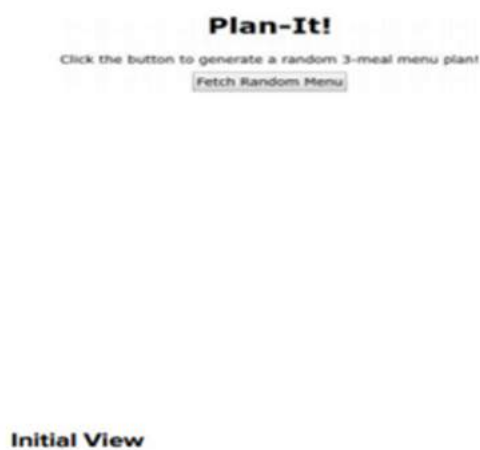 Plan-It!
Click the button to generate a random 3-meal menu plan!
Fetch Random Menu
Initial View